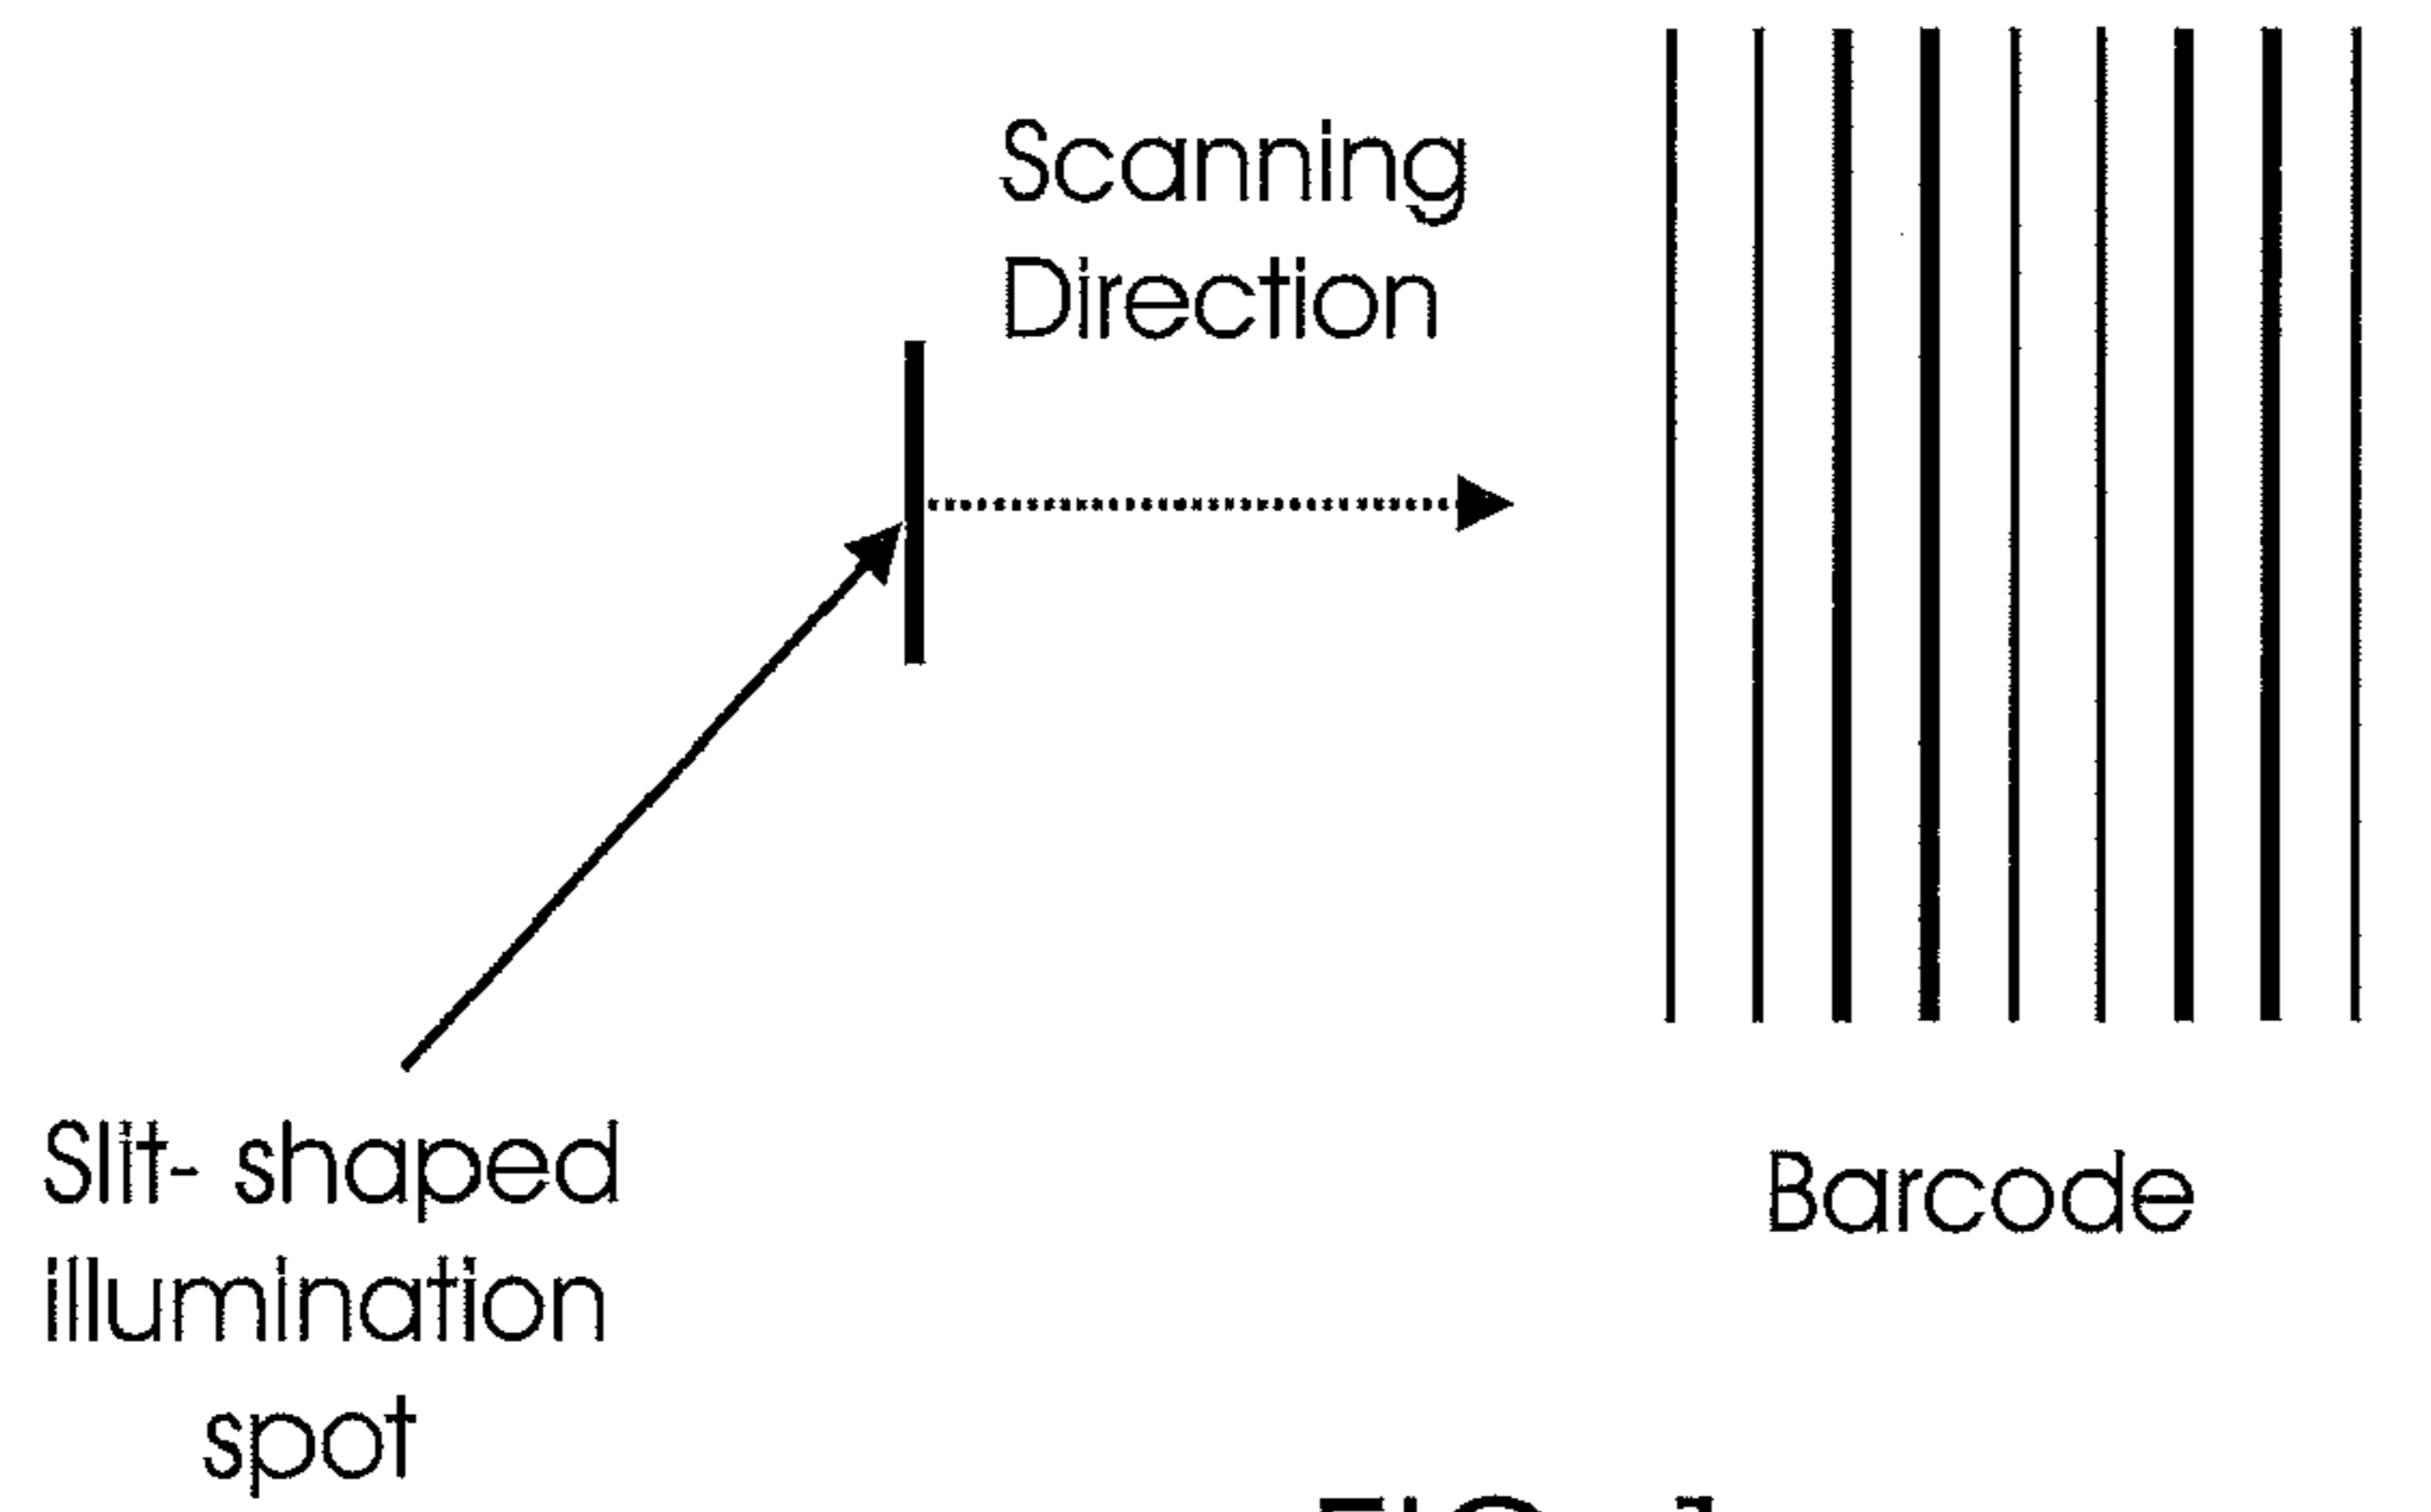 Scanning
Direction
Slit- shaped
illumination
spot
Barcode